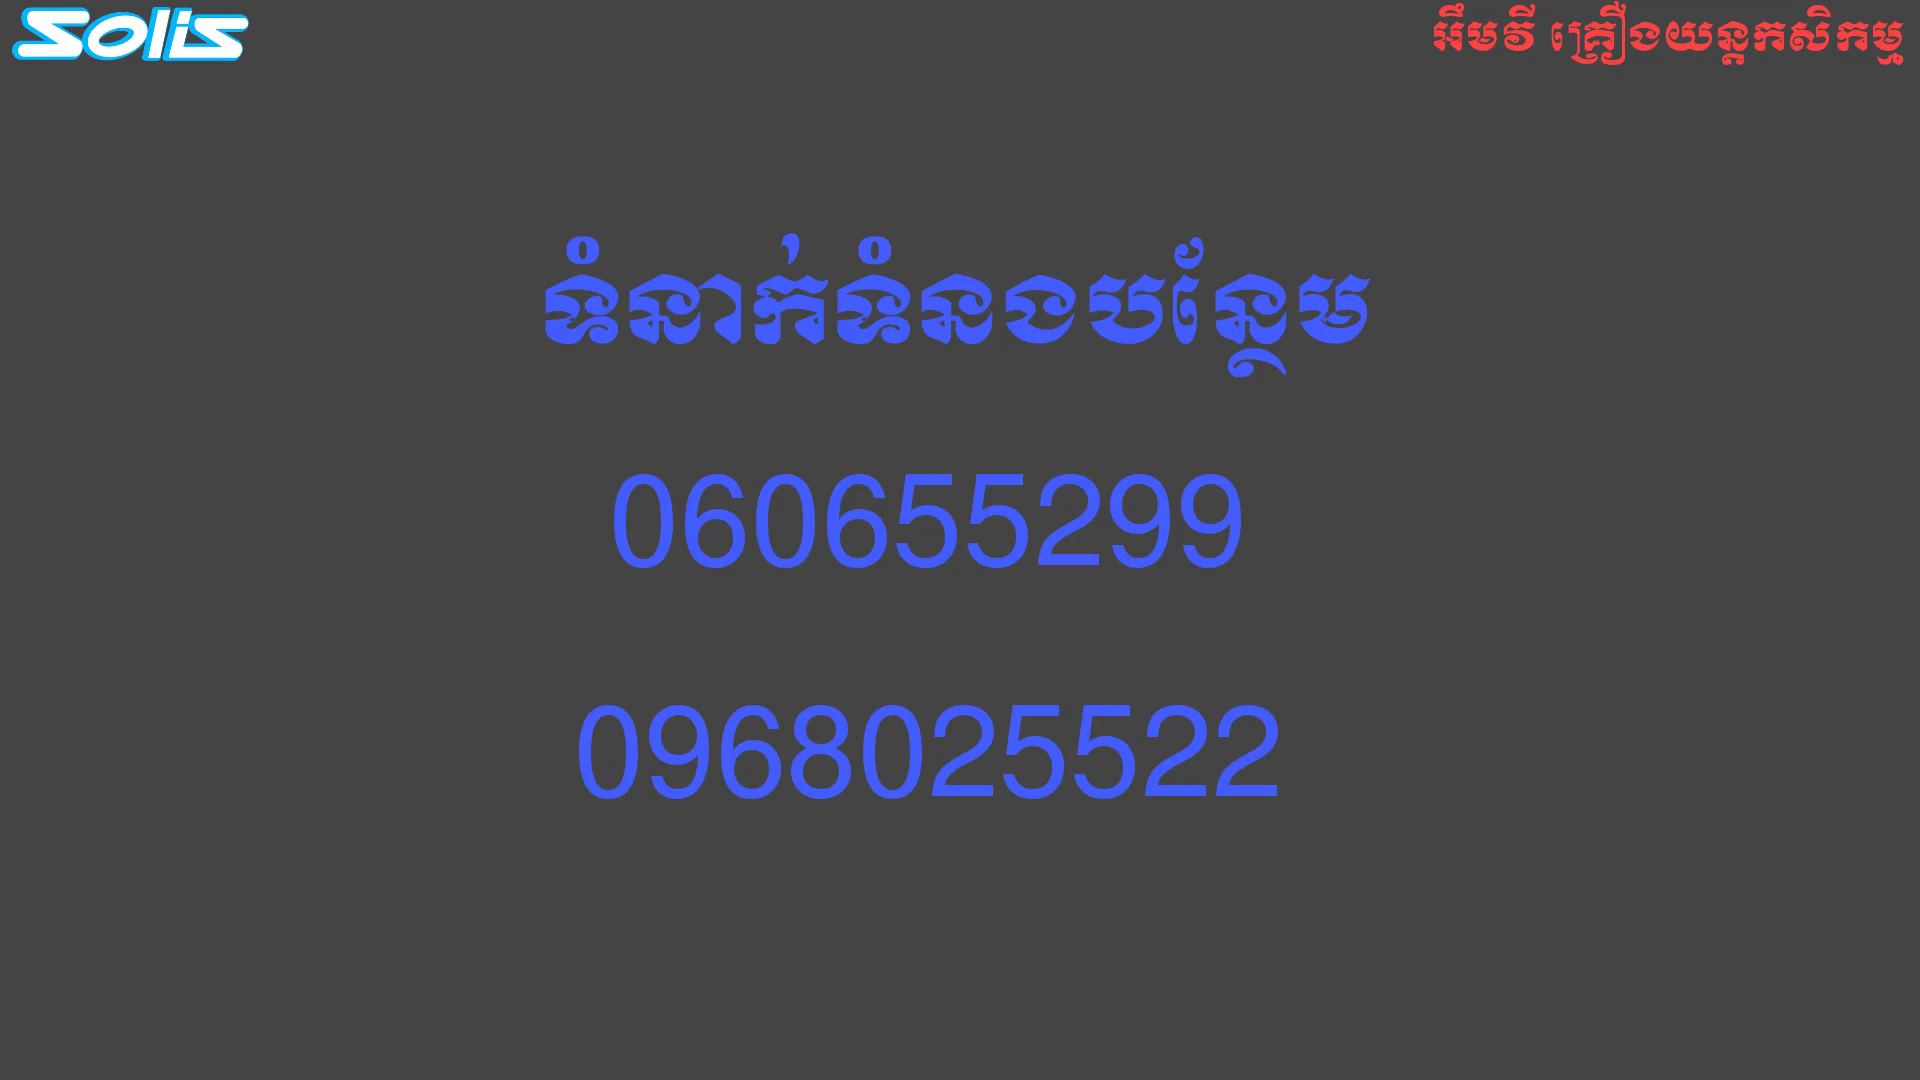 Solis
អឹមវី គ្រឿងយន្តកសិកម្ម
ទំនាក់ទំនងបន្ថែម
060655299
0968025522